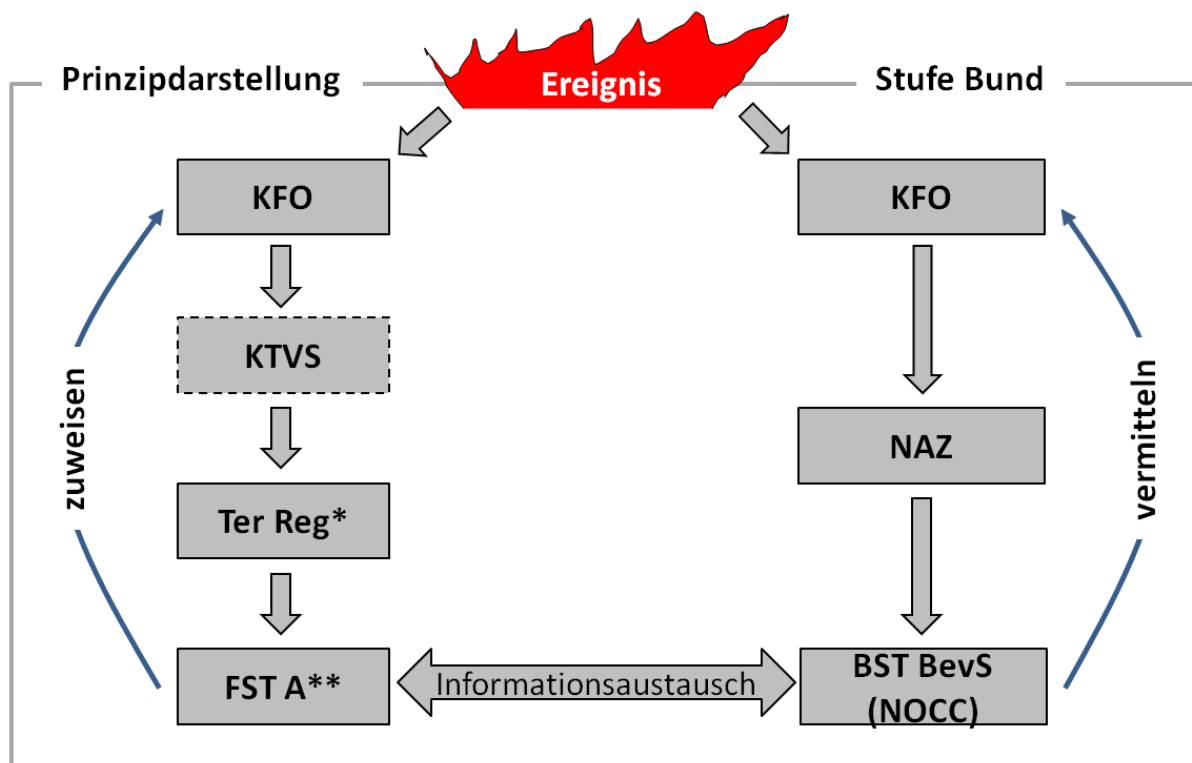 Prinzipdarstellung
Ereignis
Stufe Bund
KFO
KFO
KTVS
zuweisen
vermitteln
NAZ
Ter Reg*
FST A**
Informationsaustausch
BST BevS
(NOCC)